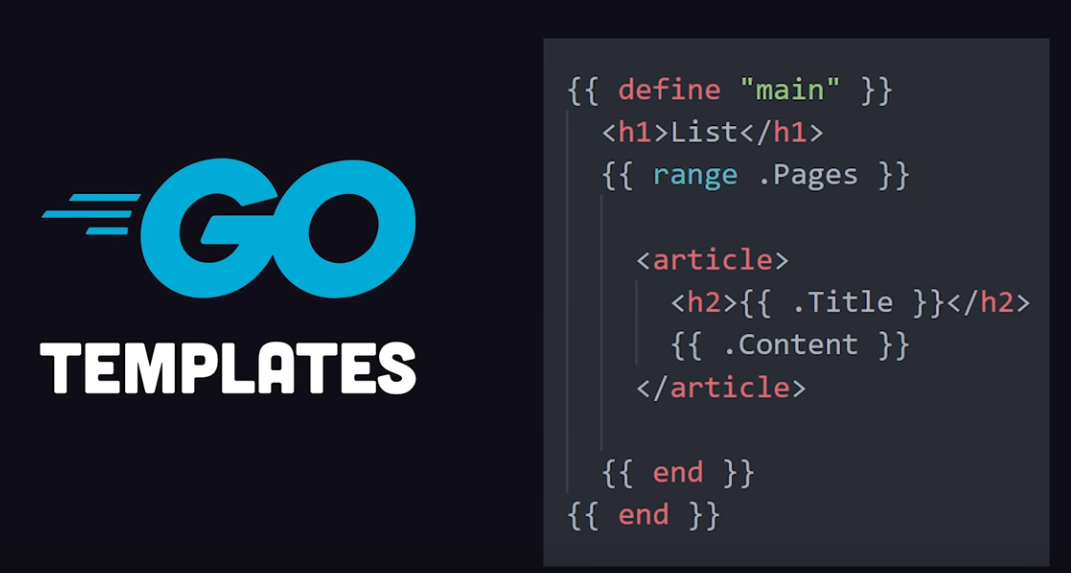 GO
TEMPLATES
{{ define "main" }}
<h1>List</h1>
{{ range .Pages }}
<article>
<h2>{{ .Title }}</h2>
{{ .Content }}
</article>
{{ end }}
{{ end }}